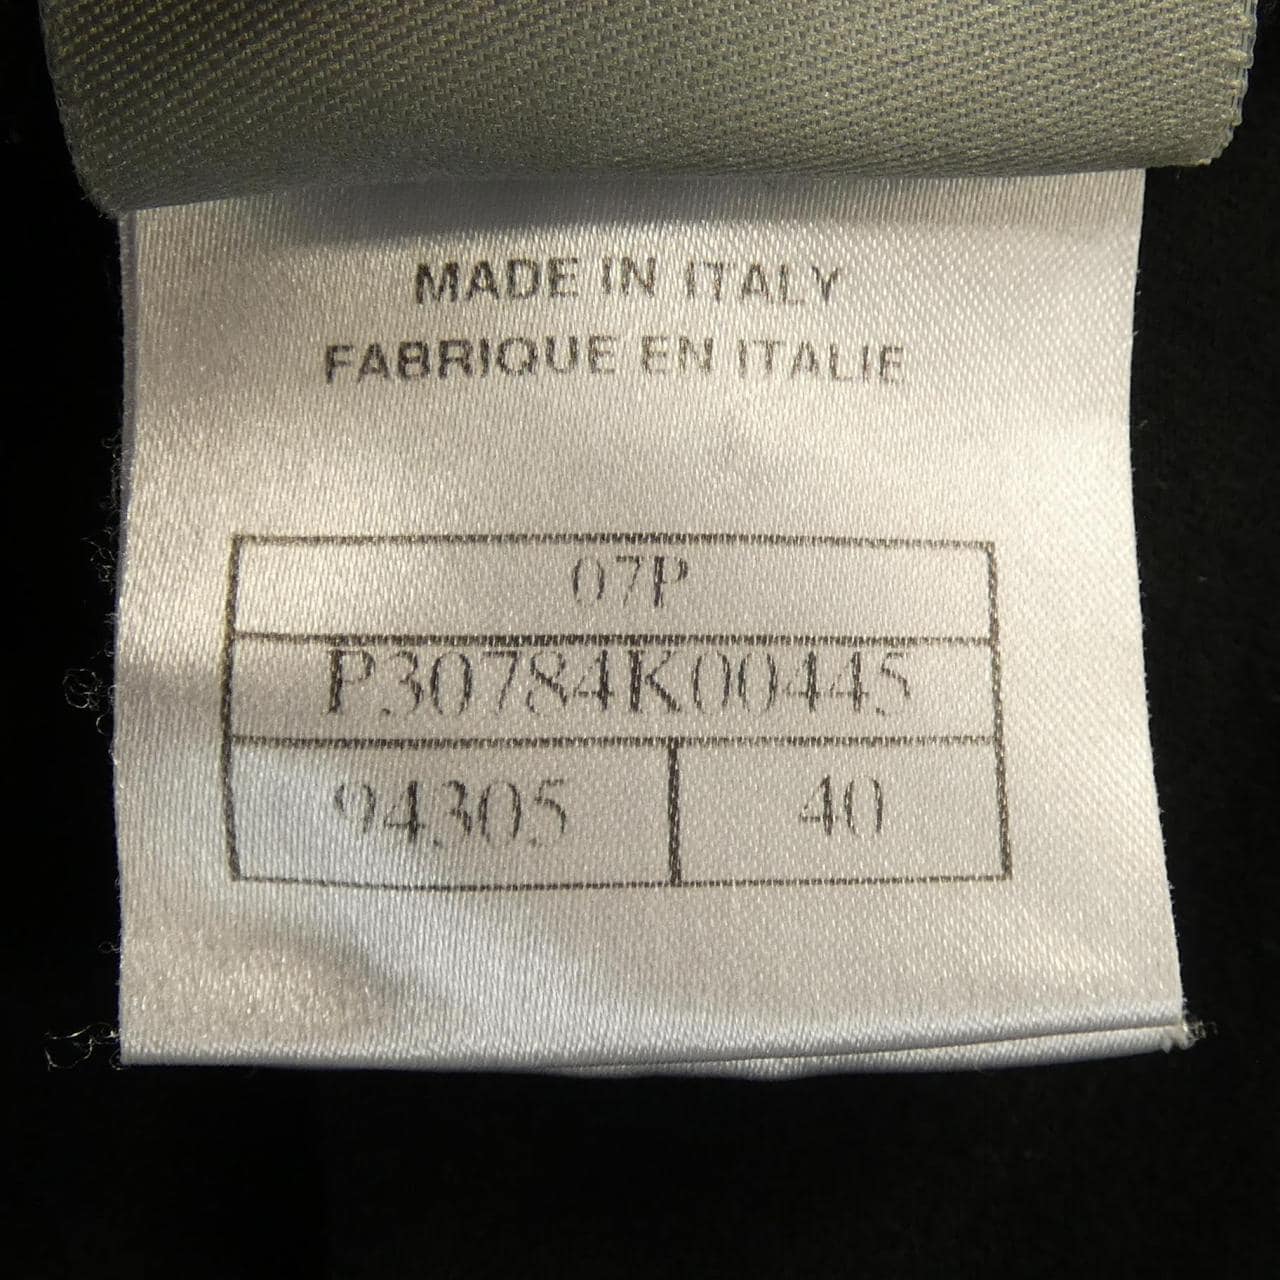 MADE IN ITALY
FABRIQUE EN ITALIE
07P
P30784K00445
94305 40